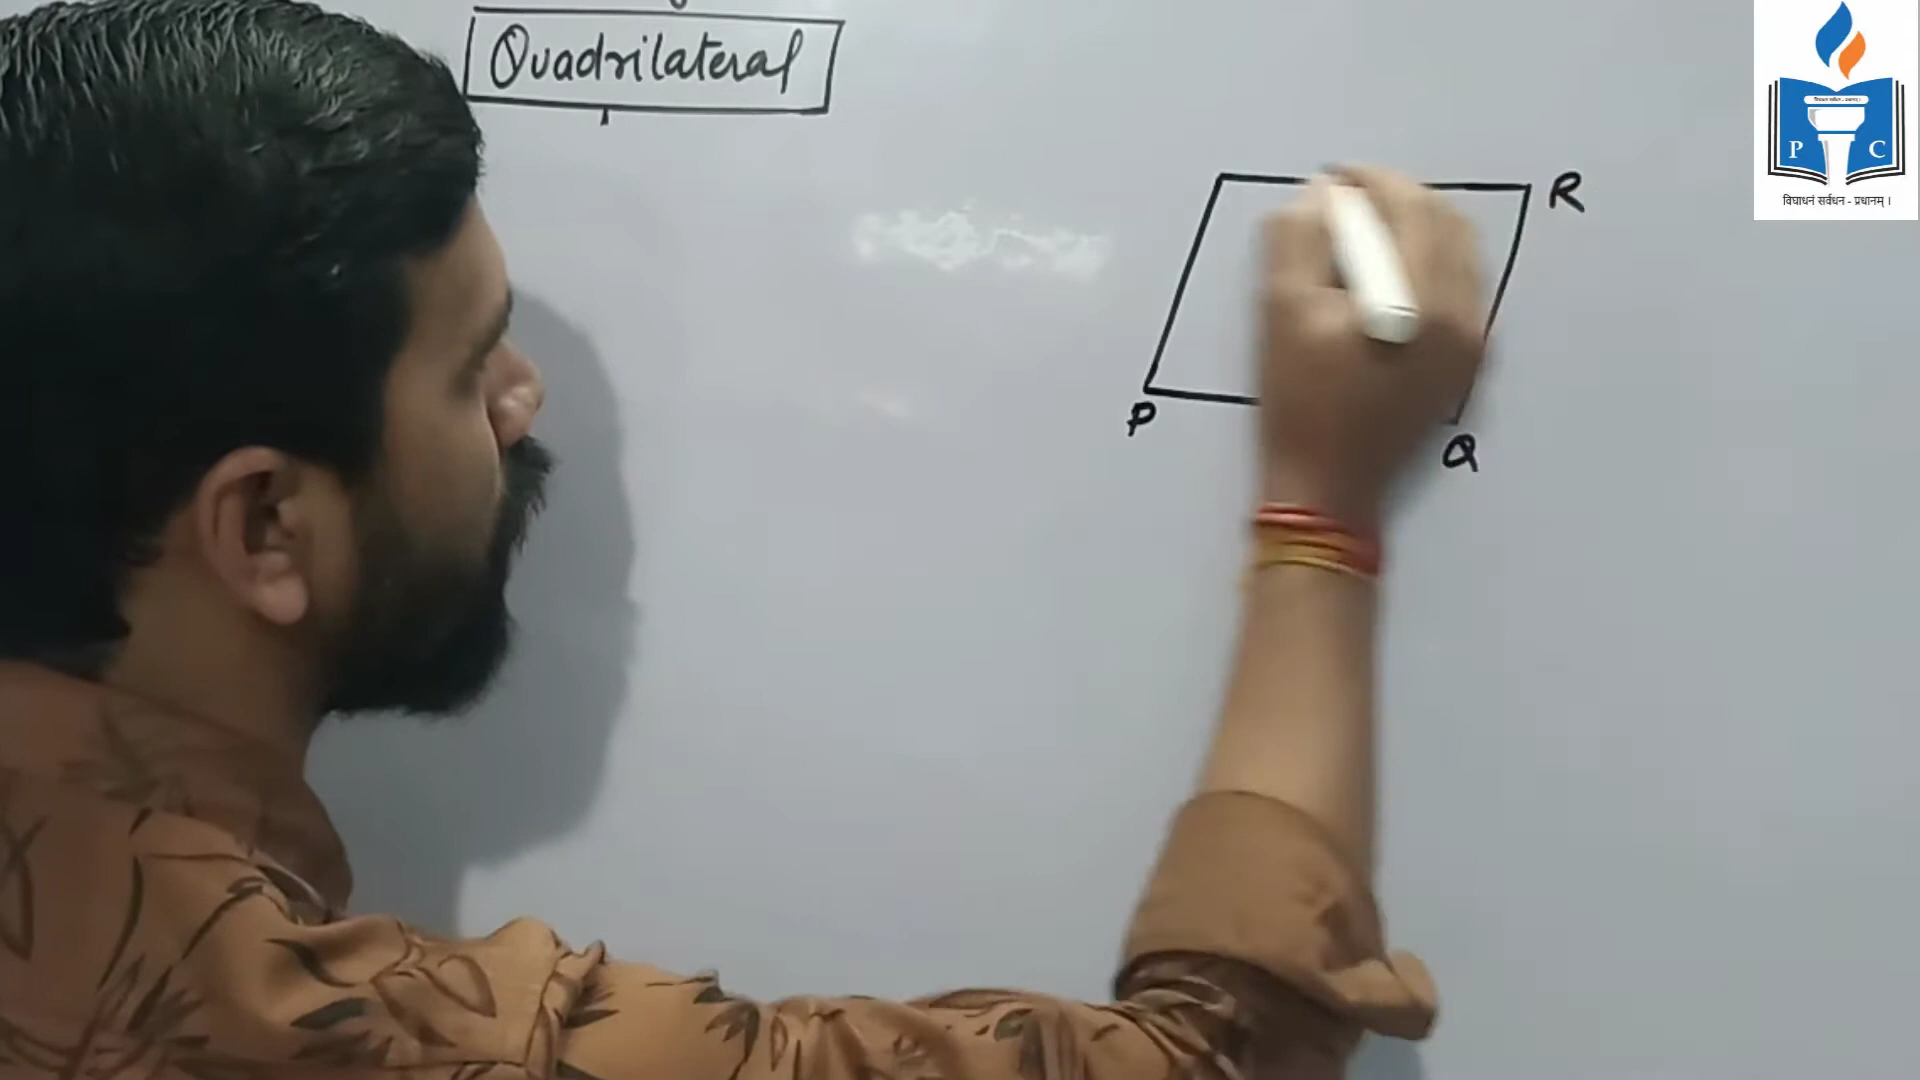 Quadrilateral
R
P
Q
P C
विद्याधनं सर्वधन - प्रधानम् ।